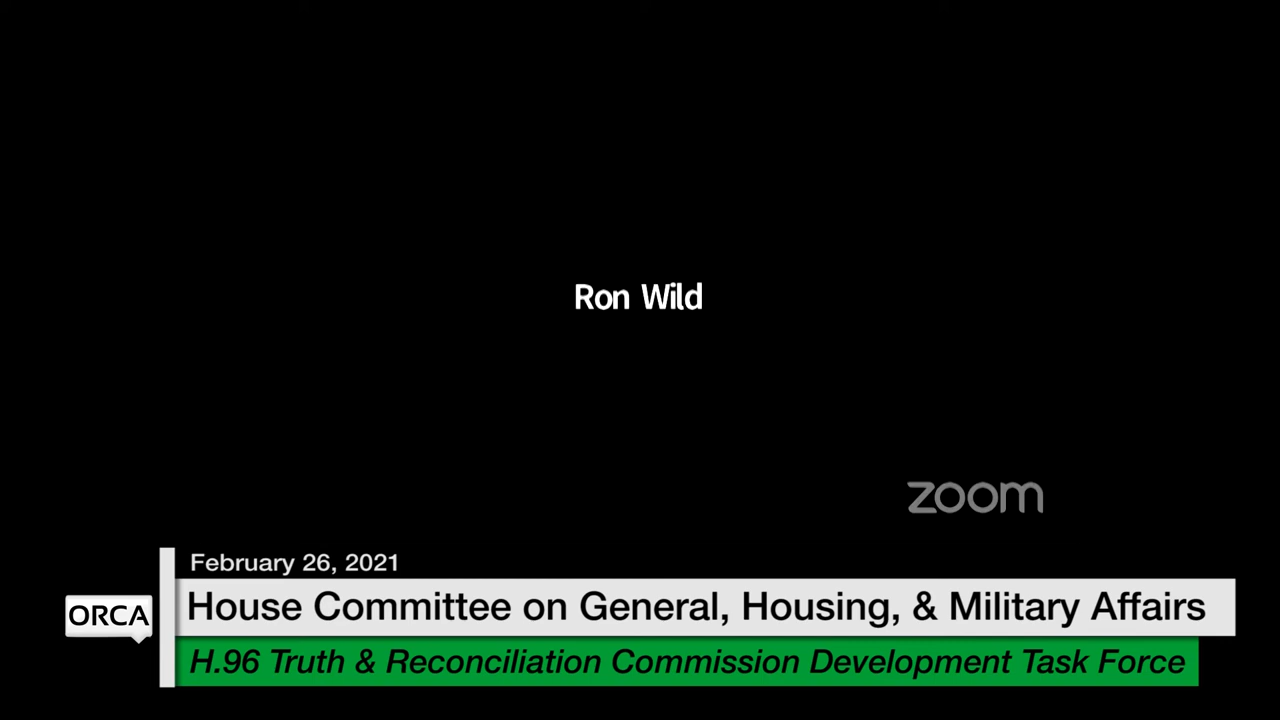 Ron Wild
zoom
February 26, 2021
House Committee on General, Housing, & Military Affairs
ORCA
H.96 Truth & Reconciliation Commission Development Task Force